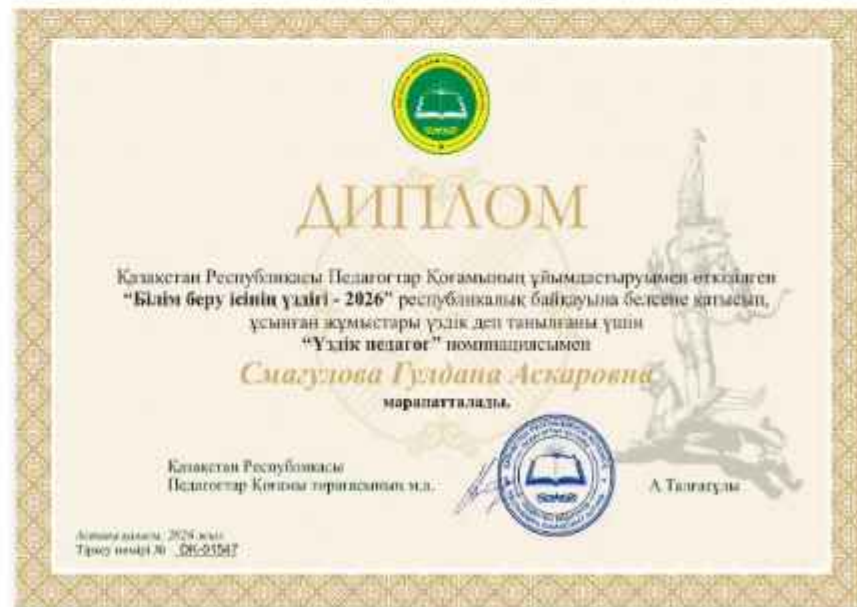 ДИПЛОМ
Қазақстан Республикасы Педагогтар Қоғамының ұйымдастыруымен өткізілген
“Білім беру ісінің үздігі - 2026” республикалық байқауына белсене қатысып,
ұсынған жұмыстары үздік деп танылғаны үшін
“Үздік педагог” номинациясымен
Смагулова Гулдана Аскаровна
марапатталады.
Қазақстан Республикасы
Педагогтар Қоғамы төрағасының м.а.
А.Талғатұлы
Астана қаласы, 2026 жыл
Тіркеу нөмірі № DK-01547